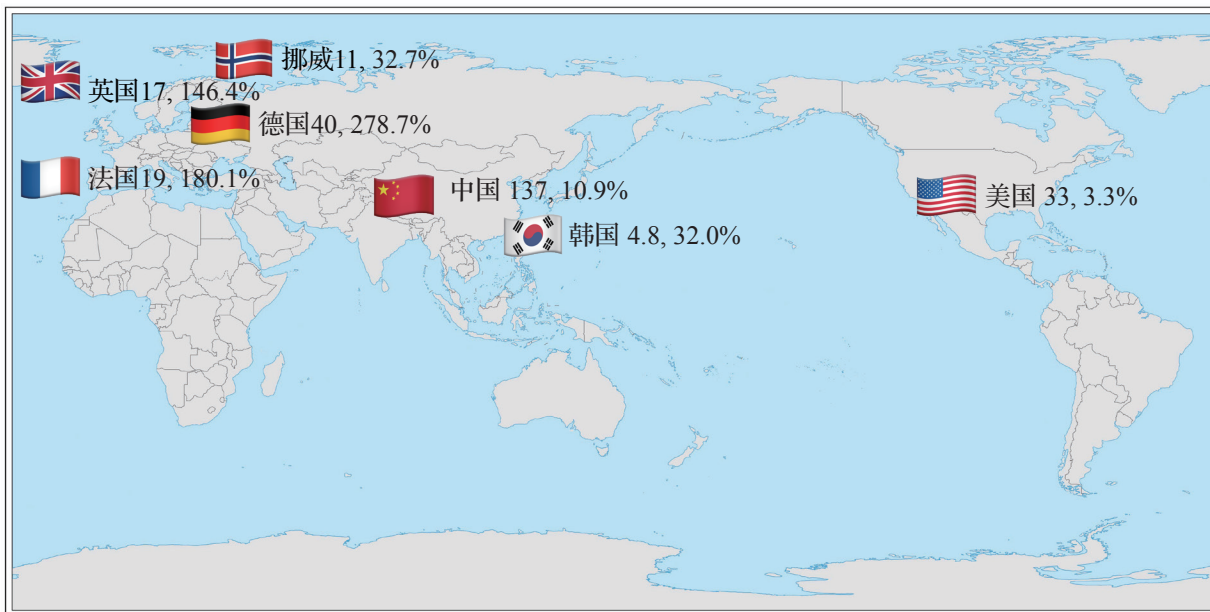 挪威11, 32.7%
英国17, 146.4%
德国40, 278.7%
法国19, 180.1%
中国 137, 10.9%
美国 33, 3.3%
韩国 4.8, 32.0%